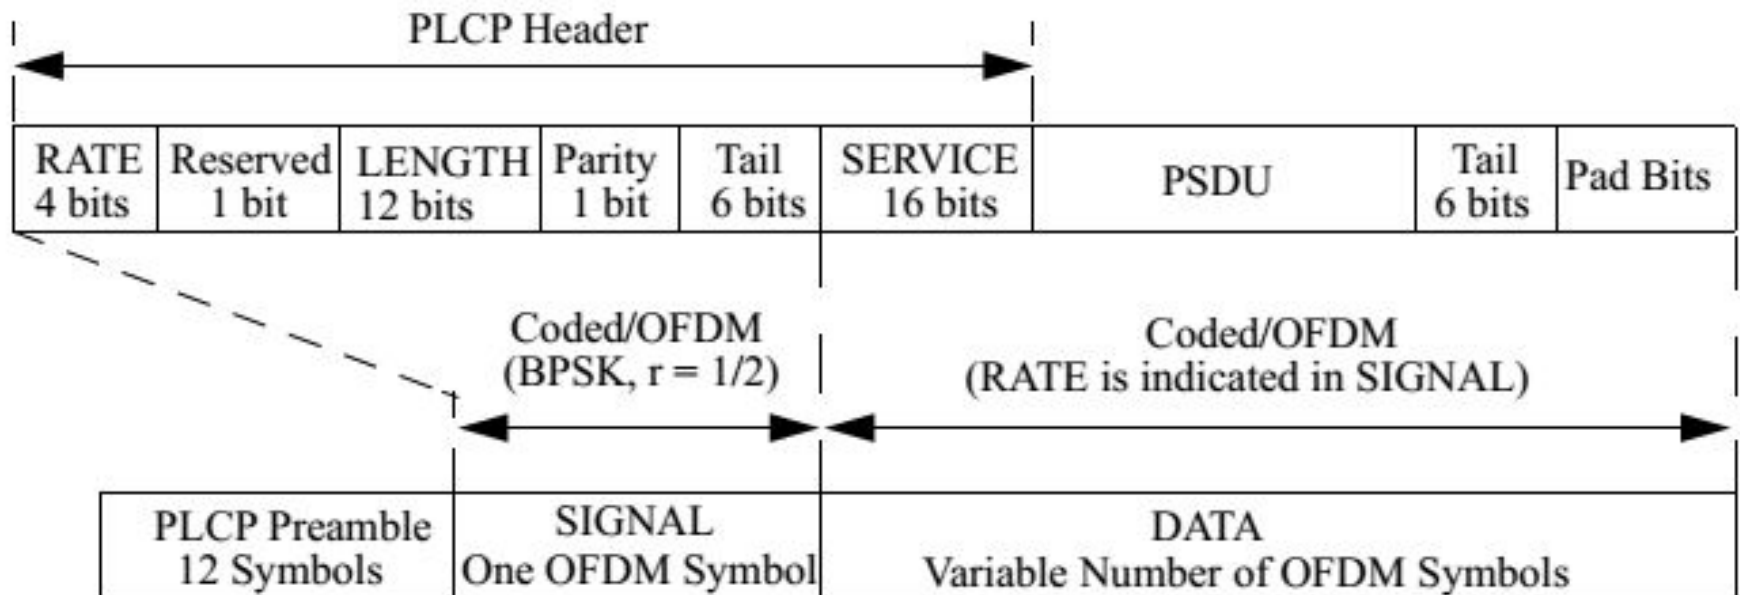 PLCP Header
RATE Reserved LENGTH Parity Tail SERVICE PSDU Tail Pad Bits
4 bits 1 bit 12 bits 1 bit 6 bits 16 bits 6 bits
Coded/OFDM
(BPSK, r = 1/2)
Coded/OFDM
(RATE is indicated in SIGNAL)
PLCP Preamble
12 Symbols
SIGNAL
One OFDM Symbol
DATA
Variable Number of OFDM Symbols